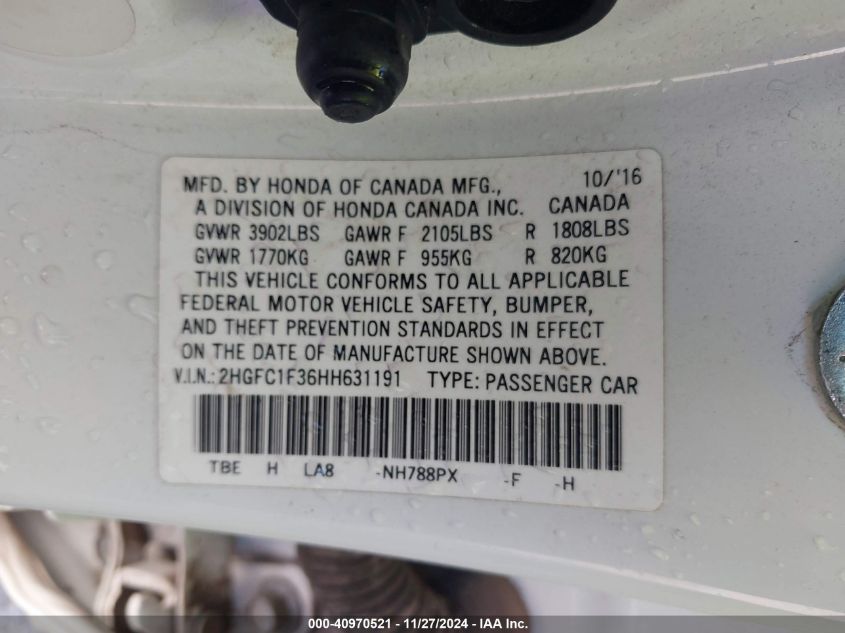 MFD. BY HONDA OF CANADA MFG., 10/'16
A DIVISION OF HONDA CANADA INC. CANADA
GVWR 3902LBS GAWR F 2105LBS R 1808LBS
GVWR 1770KG GAWR F 955KG R 820KG
THIS VEHICLE CONFORMS TO ALL APPLICABLE
FEDERAL MOTOR VEHICLE SAFETY, BUMPER,
AND THEFT PREVENTION STANDARDS IN EFFECT
ON THE DATE OF MANUFACTURE SHOWN ABOVE.
V.I.N.: 2HGFC1F36HH631191 TYPE: PASSENGER CAR
TBE H LA8 -NH788PX -F -H
000-40970521 - 11/27/2024 - IAA Inc.